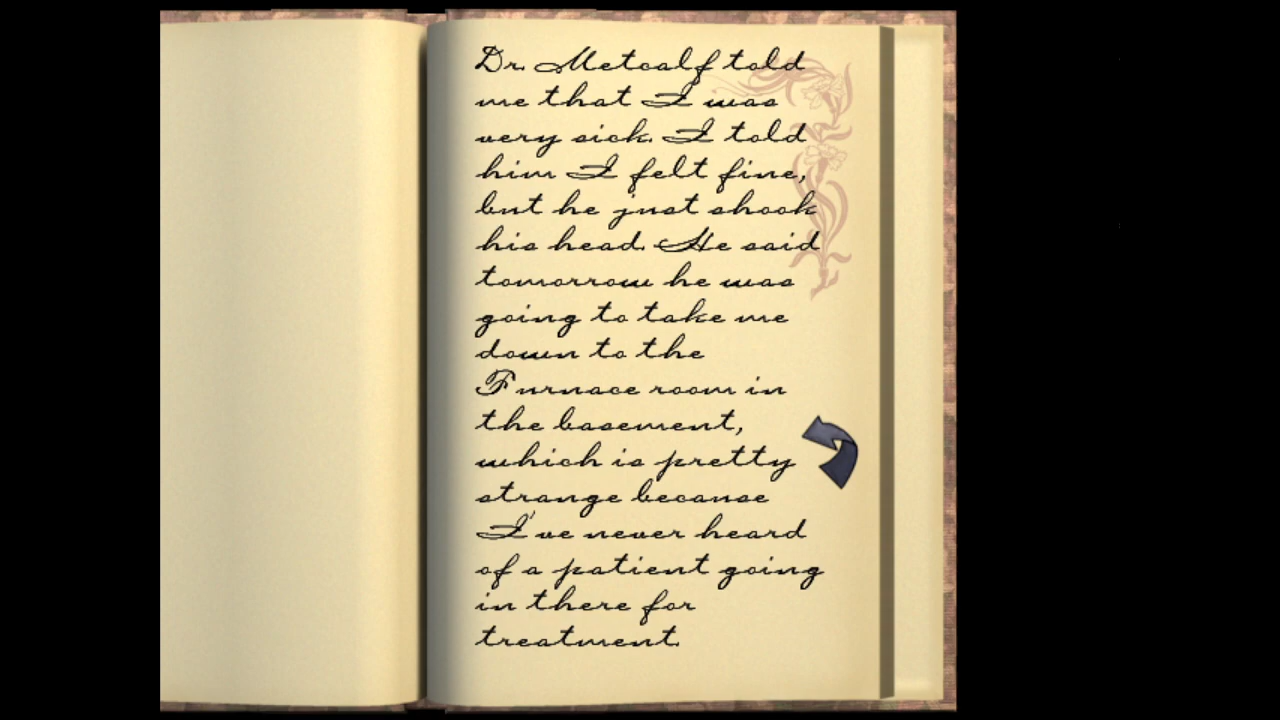 Dr. Metcalf told
me that I was
very sick. I told
him I felt fine,
but he just shook
his head. He said
tomorrow he was
going to take me
down to the
Furnace room in
the basement,
which is pretty
strange because
I've never heard
of a patient going
in there for
treatment.